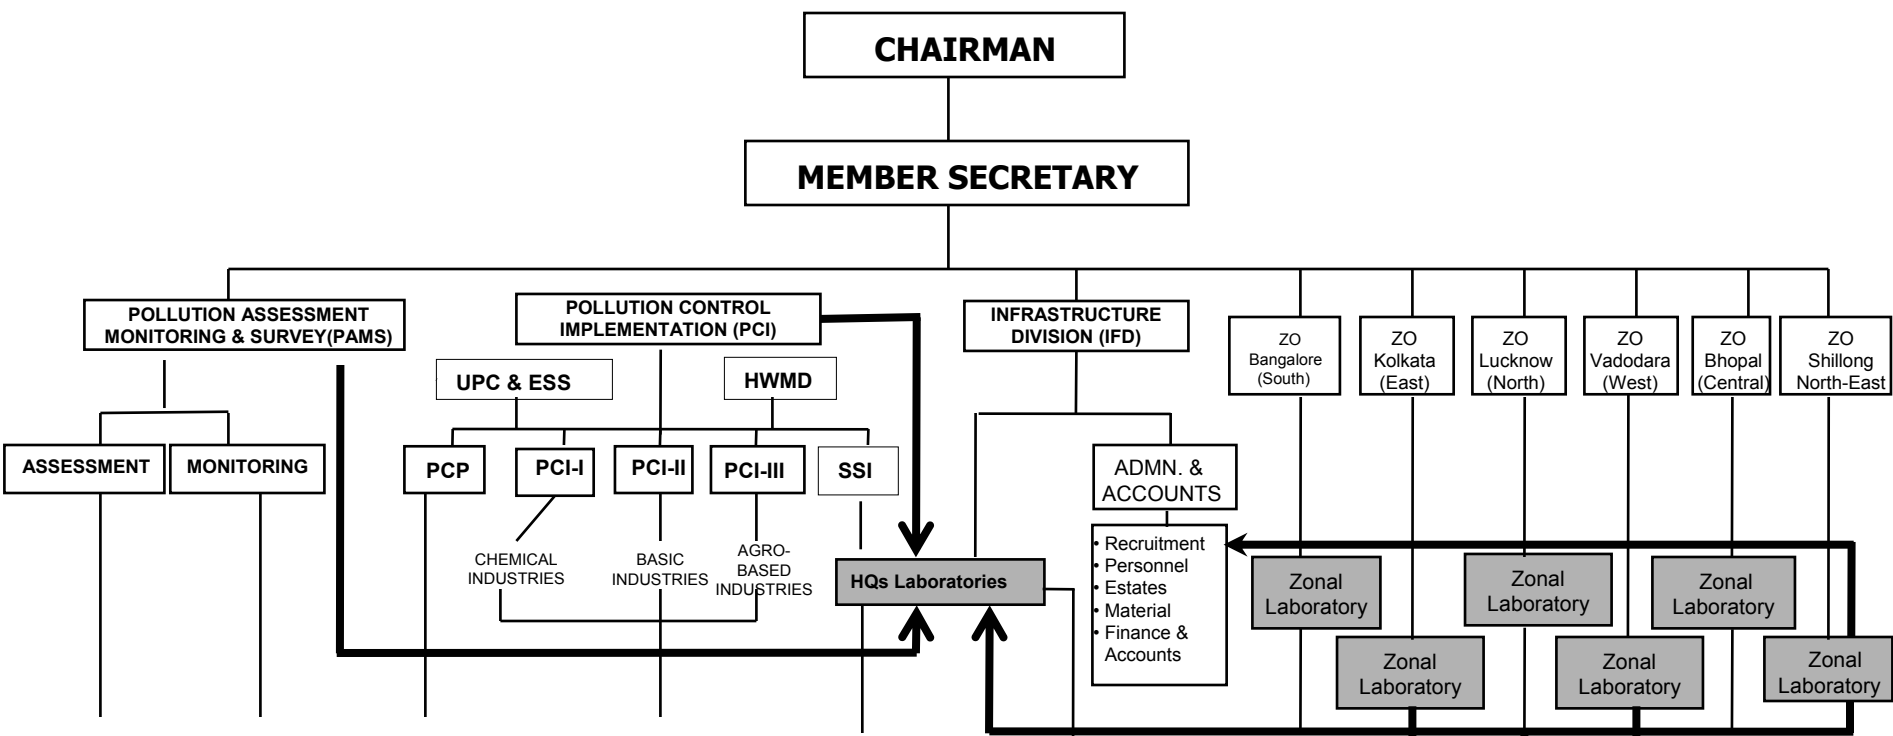 CHAIRMAN
MEMBER SECRETARY
POLLUTION ASSESSMENT
MONITORING & SURVEY(PAMS)
POLLUTION CONTROL
IMPLEMENTATION (PCI)
INFRASTRUCTURE
DIVISION (IFD)
ZO
Bangalore
(South)
ZO
Kolkata
(East)
ZO
Lucknow
(North)
ZO
Vadodara
(West)
ZO
Bhopal
(Central)
ZO
Shillong
North-East
UPC & ESS
HWMD
ASSESSMENT
MONITORING
PCP
PCI-I
PCI-II
PCI-III
SSI
ADMN. &
ACCOUNTS
CHEMICAL
INDUSTRIES
BASIC
INDUSTRIES
AGRO-
BASED
INDUSTRIES
HQs Laboratories
• Recruitment
• Personnel
• Estates
• Material
• Finance &
Accounts
Zonal
Laboratory
Zonal
Laboratory
Zonal
Laboratory
Zonal
Laboratory
Zonal
Laboratory
Zonal
Laboratory